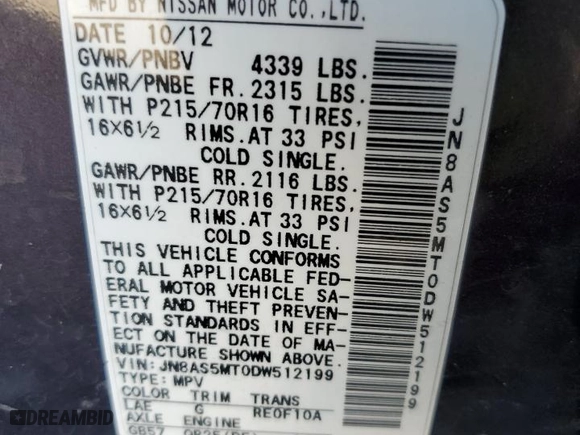 MFD BY NISSAN MOTOR CO.,LTD.
DATE 10/12
GVWR/PNBV 4339 LBS.
GAWR/PNBE FR. 2315 LBS.
WITH P215/70R16 TIRES,
16X6½ RIMS. AT 33 PSI
COLD SINGLE.
GAWR/PNBE RR. 2116 LBS.
WITH P215/70R16 TIRES,
16X6½ RIMS. AT 33 PSI
COLD SINGLE.
THIS VEHICLE CONFORMS
TO ALL APPLICABLE FED-
ERAL MOTOR VEHICLE SA-
FETY AND THEFT PREVEN-
TION STANDARDS IN EFF-
ECT ON THE DATE OF MA-
NUFACTURE SHOWN ABOVE.
VIN: JN8AS5MT0DW512199
TYPE: MPV
COLOR TRIM TRANS
LAE G RE0F10A
AXLE ENGINE
GB57
JN8AS5MT0DW512199